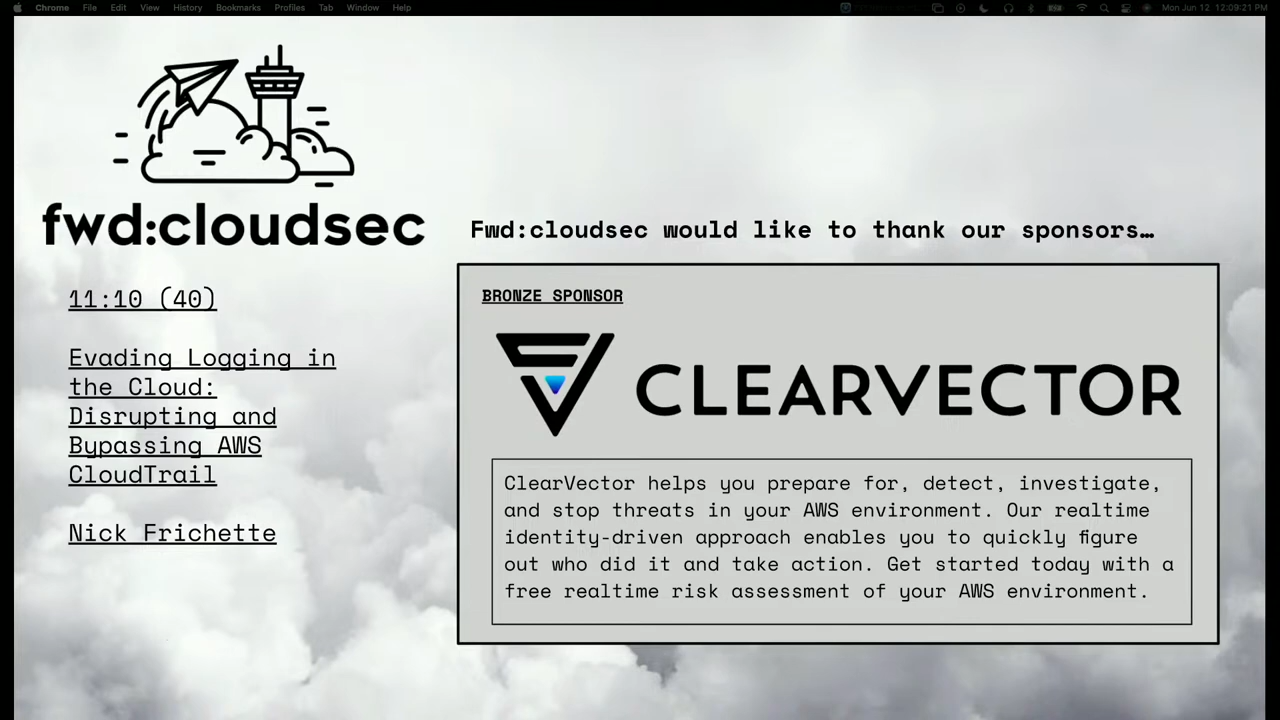 Chrome File Edit View History Bookmarks Profiles Tab Window Help
Mon Jun 12 12:09:21 PM
fwd:cloudsec
11:10 (40)
Evading Logging in
the Cloud:
Disrupting and
Bypassing AWS
CloudTrail
Nick Frichette
Fwd:cloudsec would like to thank our sponsors…
BRONZE SPONSOR
CLEARVECTOR
ClearVector helps you prepare for, detect, investigate,
and stop threats in your AWS environment. Our realtime
identity-driven approach enables you to quickly figure
out who did it and take action. Get started today with a
free realtime risk assessment of your AWS environment.